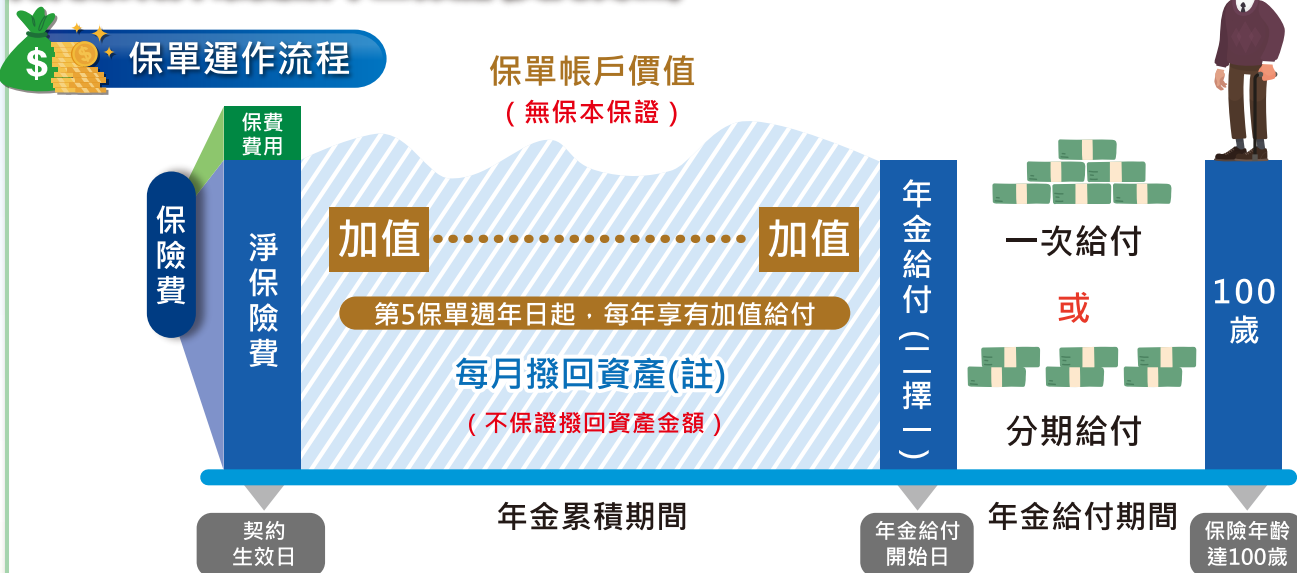 保單運作流程
保單帳戶價值
（無保本保證）
保費
費用
保險費
淨保險費
加值
加值
第5保單週年日起，每年享有加值給付
每月撥回資產(註)
（不保證撥回資產金額）
年金給付（二擇一）
一次給付
或
分期給付
100
歲
年金累積期間
年金給付期間
契約
生效日
年金給付
開始日
保險年齡
達100歲